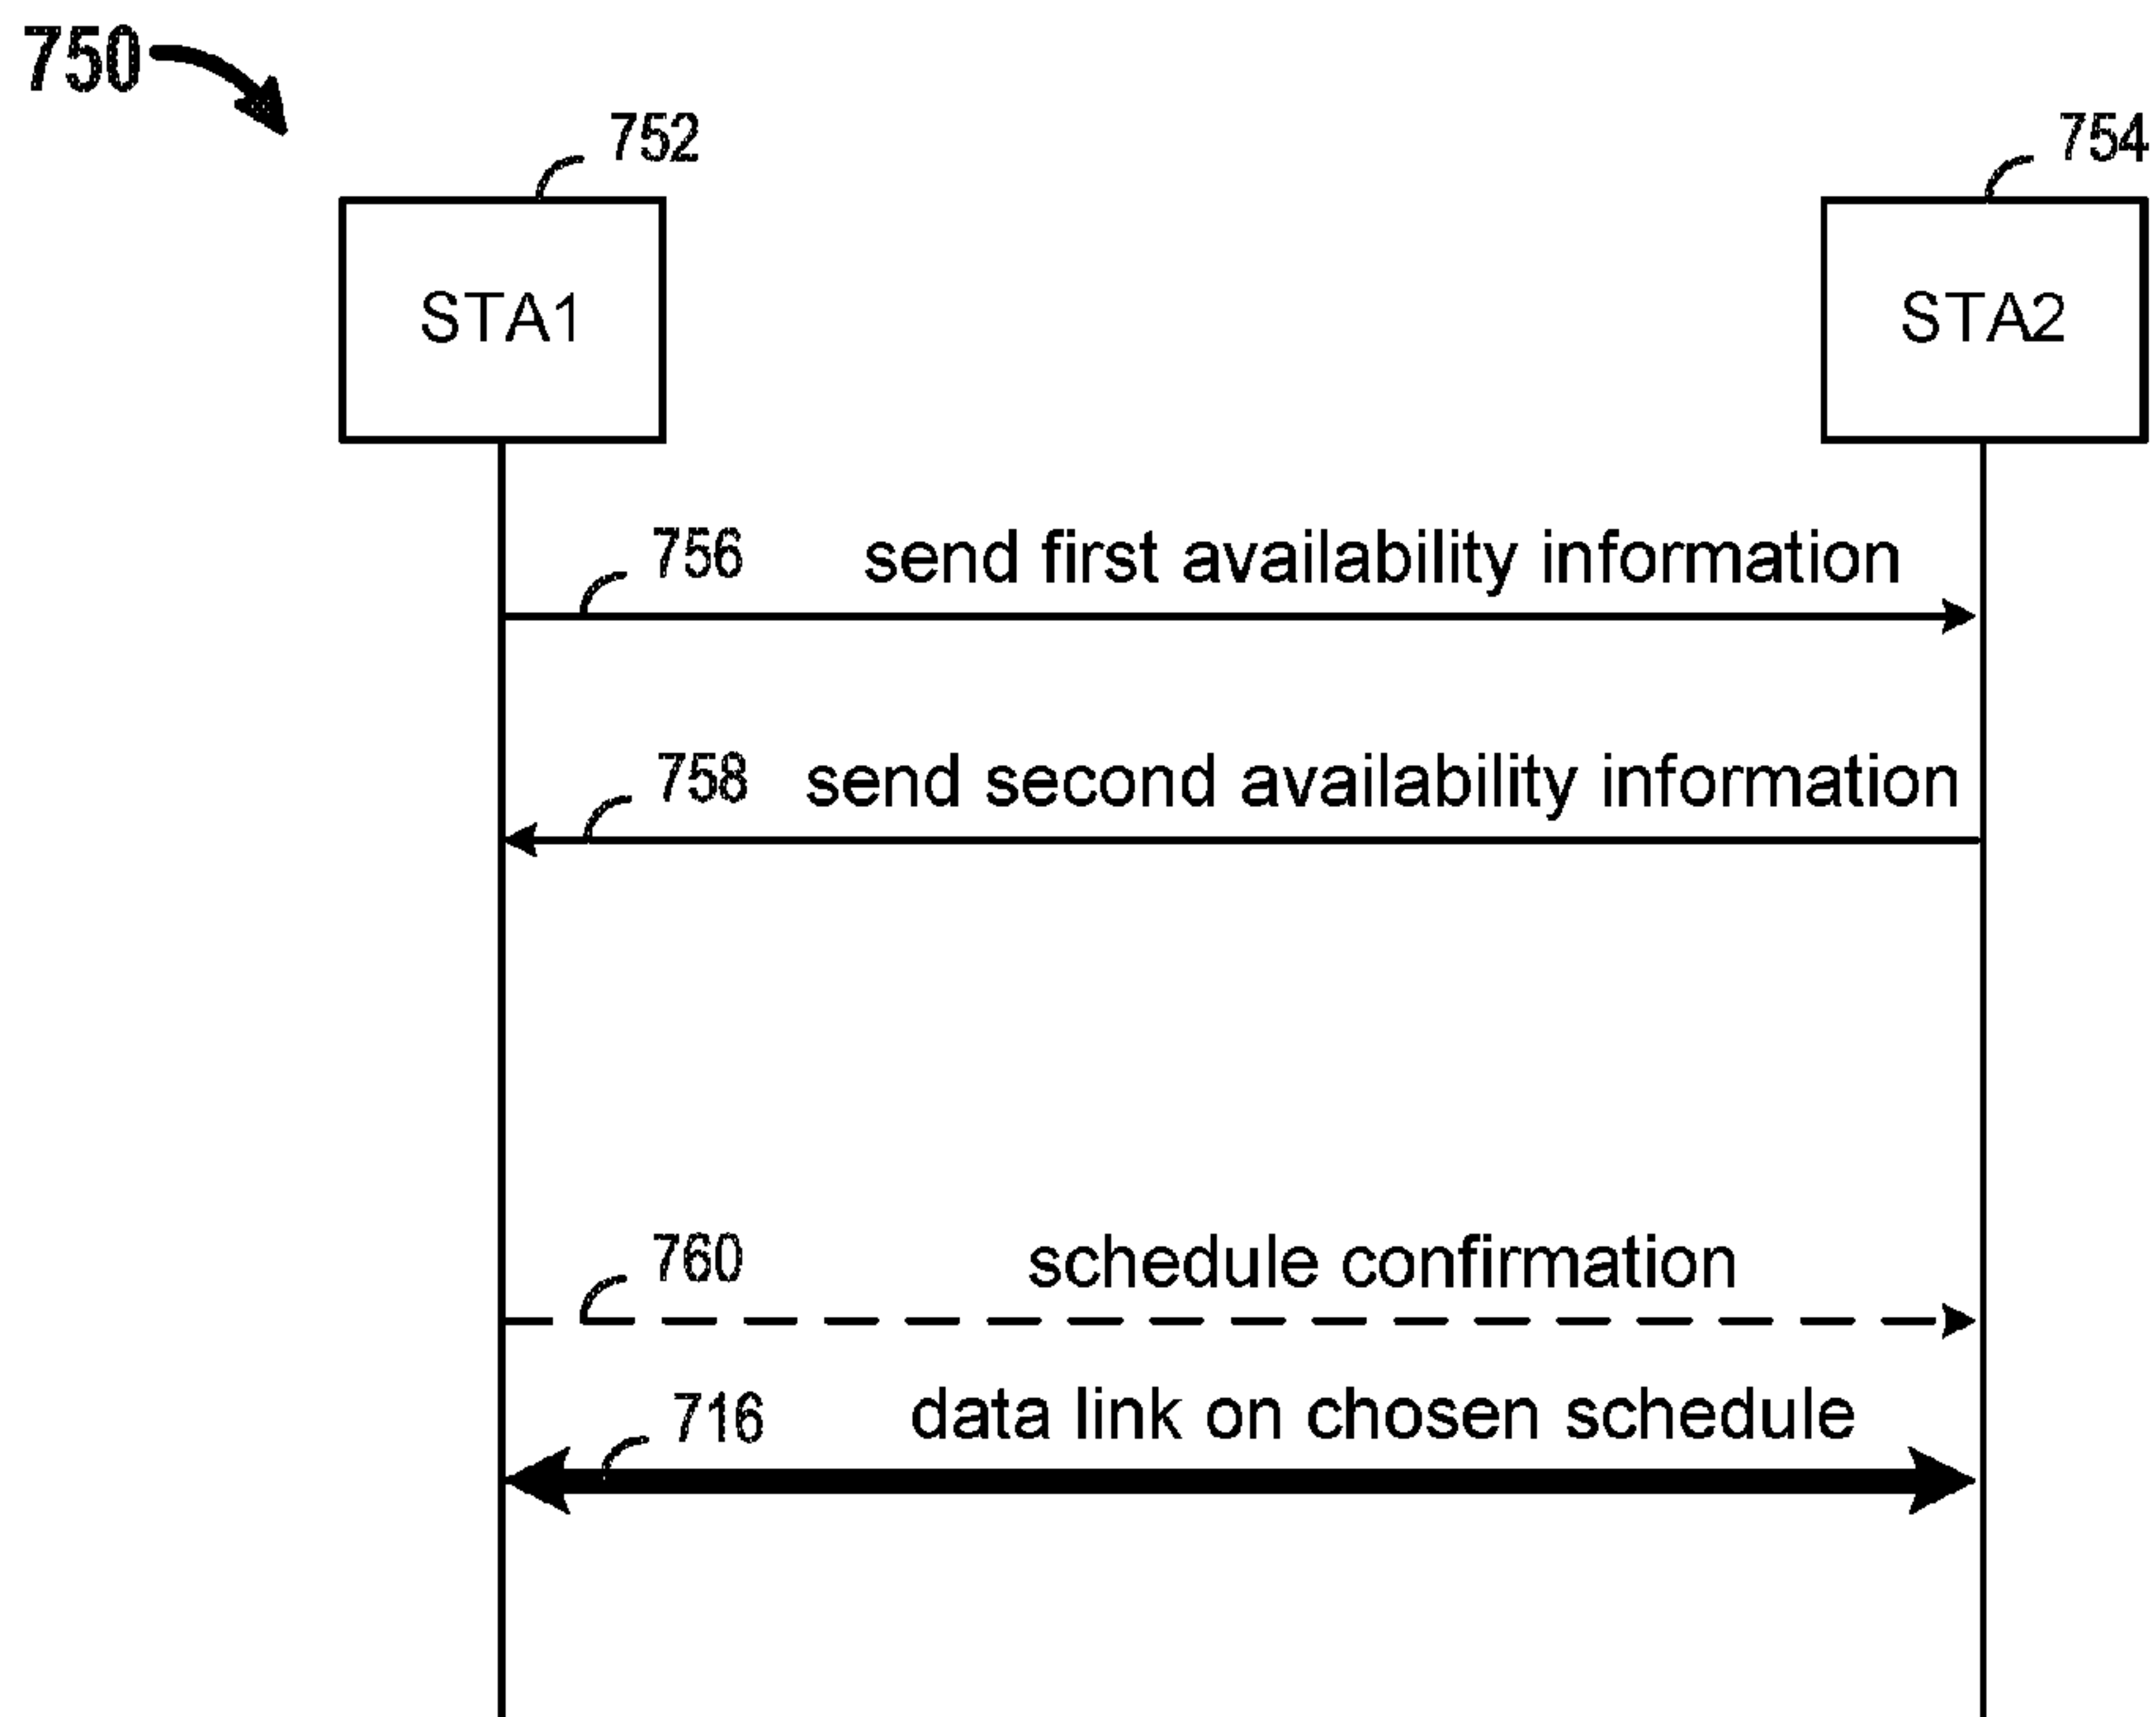 750
752
754
STA1
STA2
756
send first availability information
758
send second availability information
760
schedule confirmation
716
data link on chosen schedule